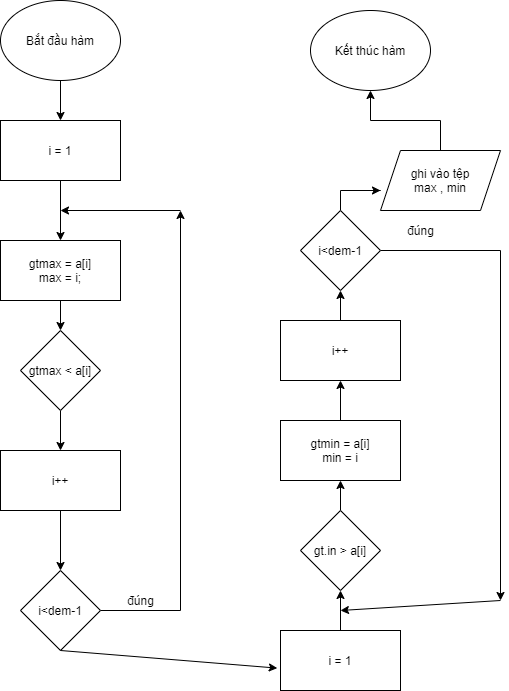 Bắt đầu hàm
i = 1
gtmax = a[i]
max = i;
gtmax < a[i]
i++
i<dem-1
đúng
Kết thúc hàm
ghi vào tệp
max , min
i<dem-1
đúng
i++
gtmin = a[i]
min = i
gt.in > a[i]
i = 1